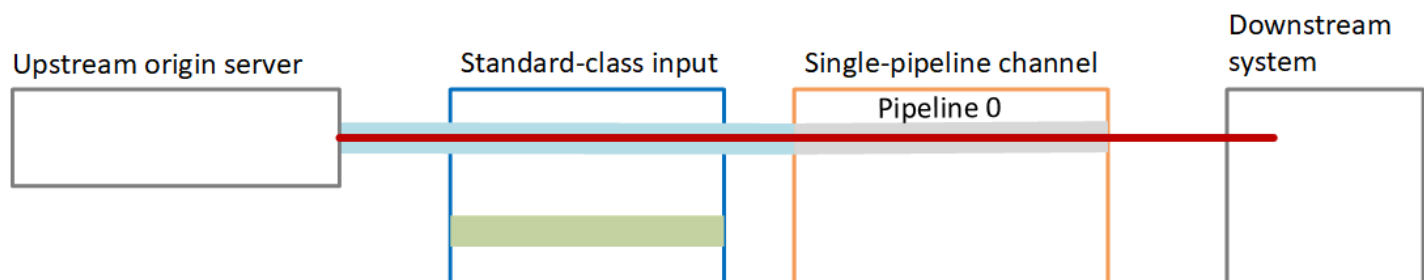 Upstream origin server
Standard-class input
Single-pipeline channel
Downstream
system
Pipeline 0